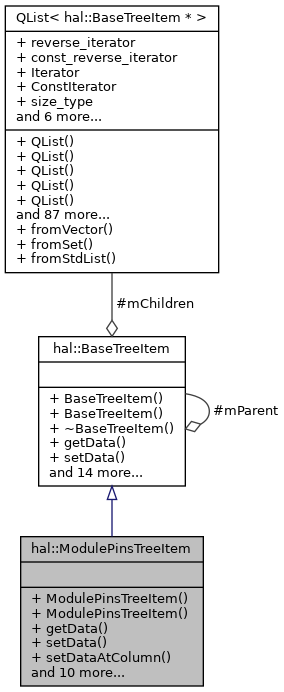 QList< hal::BaseTreeItem * >
+ reverse_iterator
+ const_reverse_iterator
+ Iterator
+ ConstIterator
+ size_type
and 6 more...
+ QList()
+ QList()
+ QList()
+ QList()
+ QList()
and 87 more...
+ fromVector()
+ fromSet()
+ fromStdList()
#mChildren
hal::BaseTreeItem
+ BaseTreeItem()
+ BaseTreeItem()
+ ~BaseTreeItem()
+ getData()
+ setData()
and 14 more...
#mParent
hal::ModulePinsTreeItem
+ ModulePinsTreeItem()
+ ModulePinsTreeItem()
+ getData()
+ setData()
+ setDataAtColumn()
and 10 more...